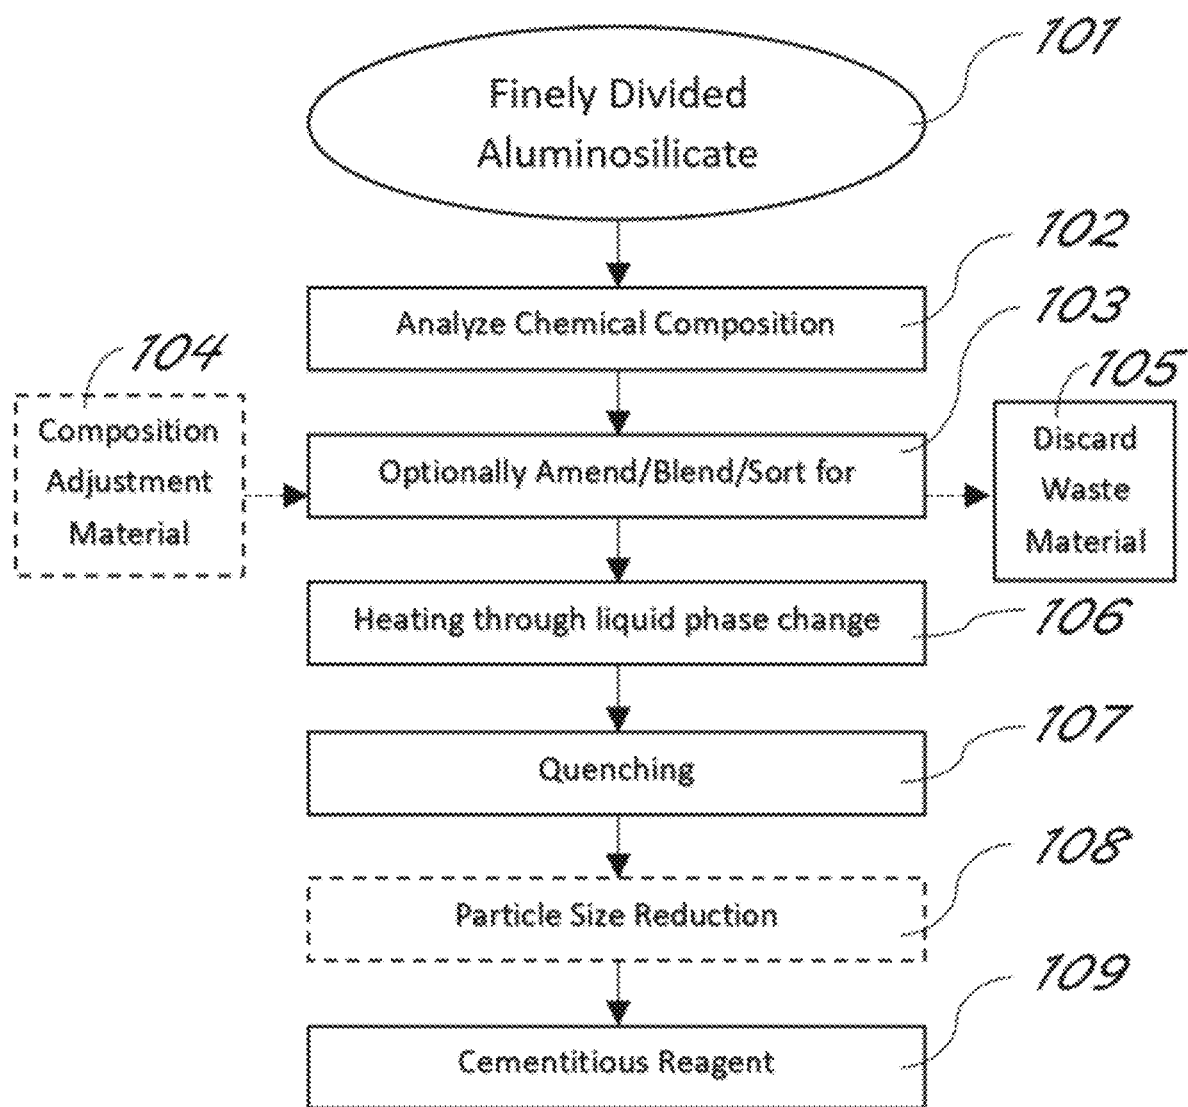 101
Finely Divided
Aluminosilicate
102
Analyze Chemical Composition
103
104
105
Composition
Adjustment
Material
Optionally Amend/Blend/Sort for
Discard
Waste
Material
Heating through liquid phase change
106
107
Quenching
108
Particle Size Reduction
109
Cementitious Reagent